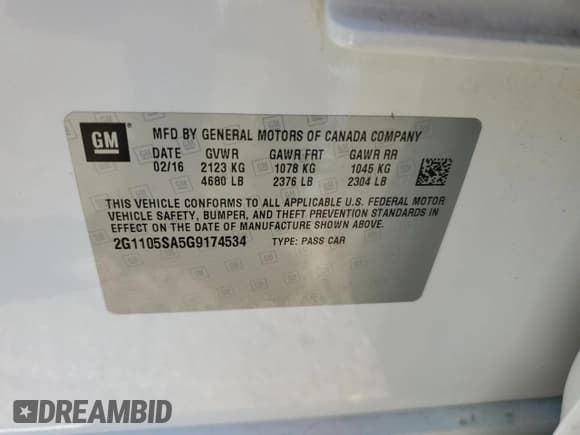 GM
MFD BY GENERAL MOTORS OF CANADA COMPANY
DATE GVWR GAWR FRT GAWR RR
02/16 2123 KG 1078 KG 1045 KG
4680 LB 2376 LB 2304 LB
THIS VEHICLE CONFORMS TO ALL APPLICABLE U.S. FEDERAL MOTOR
VEHICLE SAFETY, BUMPER, AND THEFT PREVENTION STANDARDS IN
EFFECT ON THE DATE OF MANUFACTURE SHOWN ABOVE.
2G1105SA5G9174534 TYPE: PASS CAR
DREAMBID